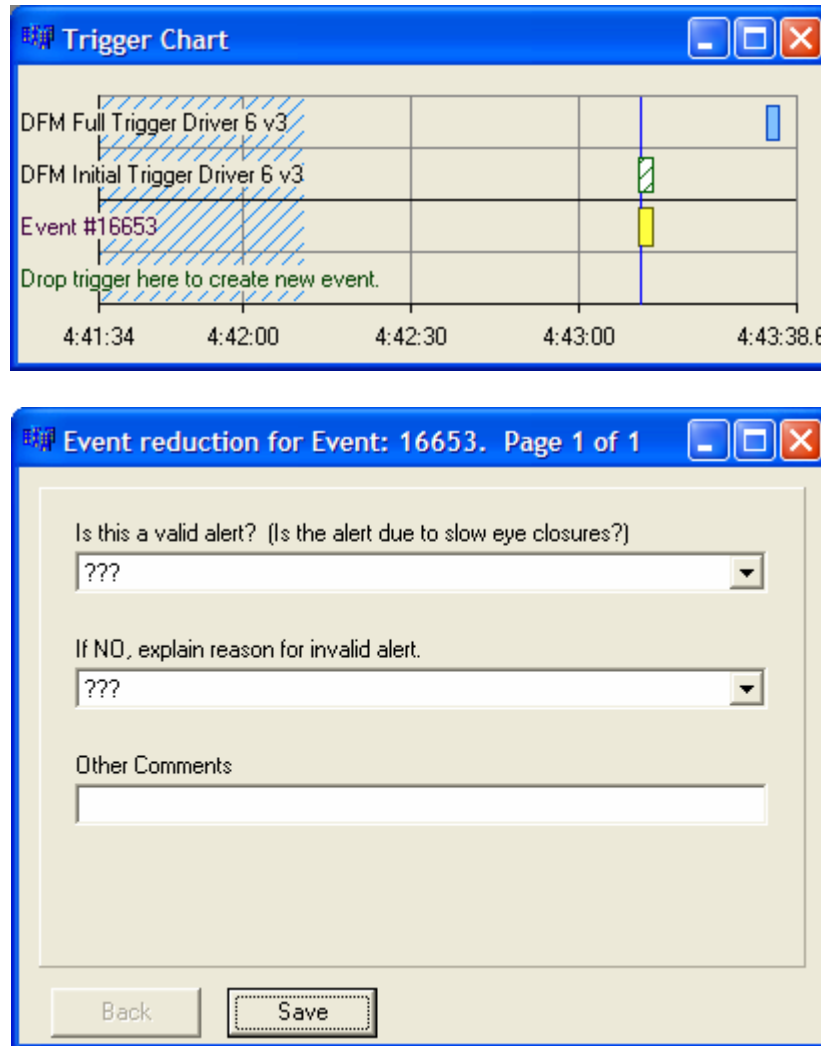 Trigger Chart
DFM Full Trigger Driver 6 v3
DFM Initial Trigger Driver 6 v3
Event #16653
Drop trigger here to create new event.
4:41:34 4:42:00 4:42:30 4:43:00 4:43:38.6
Event reduction for Event: 16653. Page 1 of 1
Is this a valid alert? (Is the alert due to slow eye closures?)
???
If NO, explain reason for invalid alert.
???
Other Comments
Back Save